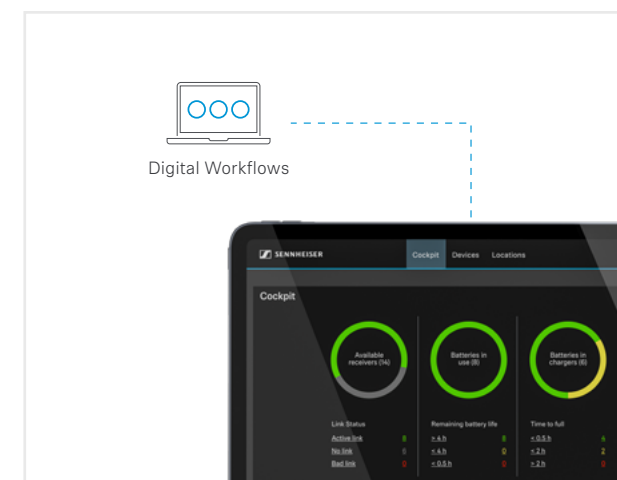 Digital Workflows
SENNHEISER
Cockpit Devices Locations
Cockpit
Available
receivers (14)
Batteries in
use (8)
Batteries in
chargers (6)
Link Status
Remaining battery life
Time to full
Active link 8
> 4 h 8
< 0.5 h 4
No link 6
< 4 h 0
< 2 h 2
Bad link 0
< 0.5 h 0
> 2 h 0